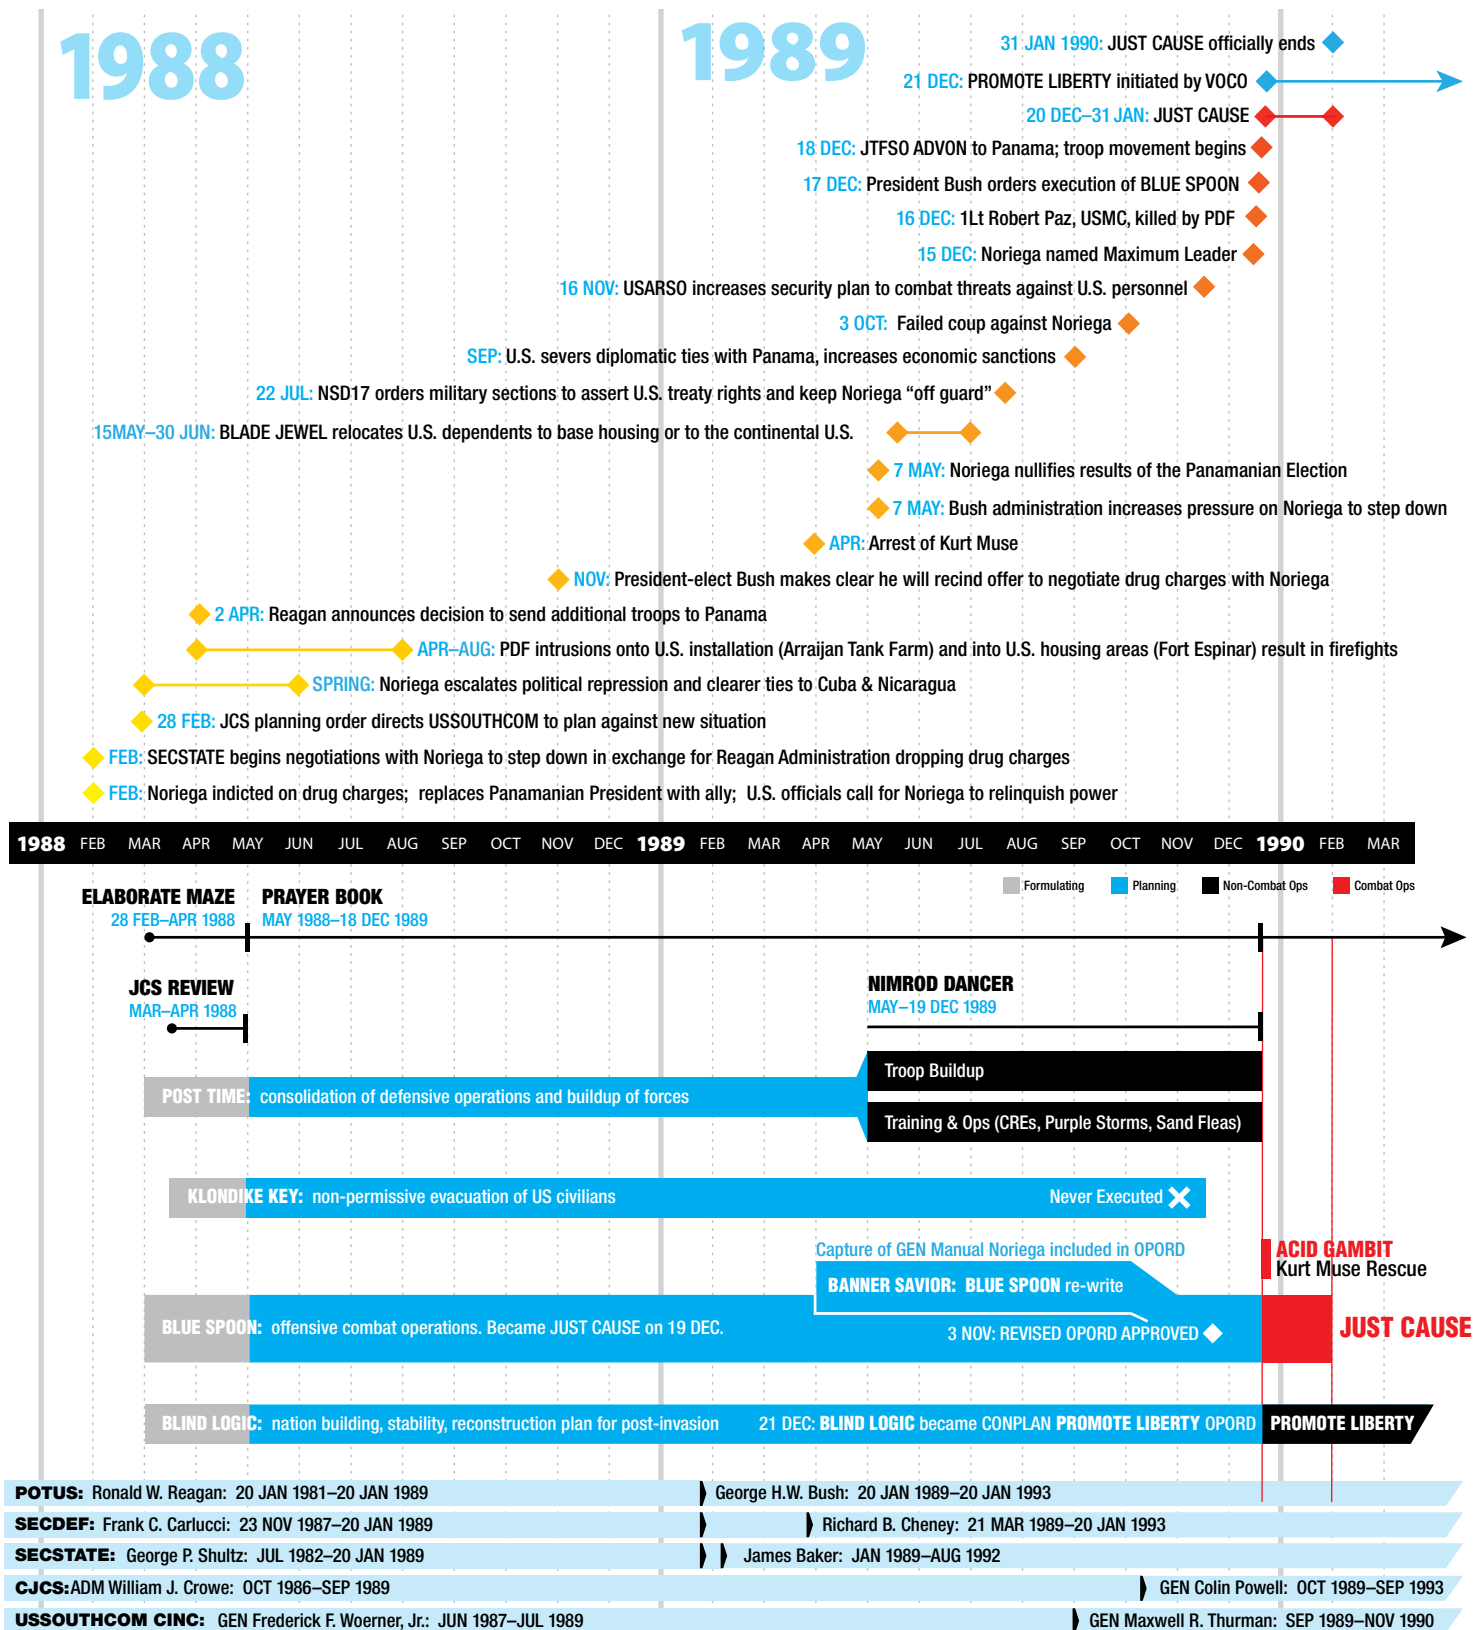 1988
1989
31 JAN 1990: JUST CAUSE officially ends
21 DEC: PROMOTE LIBERTY initiated by VOCO
20 DEC–31 JAN: JUST CAUSE
18 DEC: JTFSO ADVON to Panama; troop movement begins
17 DEC: President Bush orders execution of BLUE SPOON
16 DEC: 1Lt Robert Paz, USMC, killed by PDF
15 DEC: Noriega named Maximum Leader
16 NOV: USARSO increases security plan to combat threats against U.S. personnel
3 OCT: Failed coup against Noriega
SEP: U.S. severs diplomatic ties with Panama, increases economic sanctions
22 JUL: NSD17 orders military sections to assert U.S. treaty rights and keep Noriega “off guard”
15MAY–30 JUN: BLADE JEWEL relocates U.S. dependents to base housing or to the continental U.S.
7 MAY: Noriega nullifies results of the Panamanian Election
7 MAY: Bush administration increases pressure on Noriega to step down
APR: Arrest of Kurt Muse
NOV: President-elect Bush makes clear he will recind offer to negotiate drug charges with Noriega
2 APR: Reagan announces decision to send additional troops to Panama
APR–AUG: PDF intrusions onto U.S. installation (Arraijan Tank Farm) and into U.S. housing areas (Fort Espinar) result in firefights
SPRING: Noriega escalates political repression and clearer ties to Cuba & Nicaragua
28 FEB: JCS planning order directs USSOUTHCOM to plan against new situation
FEB: SECSTATE begins negotiations with Noriega to step down in exchange for Reagan Administration dropping drug charges
FEB: Noriega indicted on drug charges; replaces Panamanian President with ally; U.S. officials call for Noriega to relinquish power
1988 FEB MAR APR MAY JUN JUL AUG SEP OCT NOV DEC 1989 FEB MAR APR MAY JUN JUL AUG SEP OCT NOV DEC 1990 FEB MAR
Formulating Planning Non-Combat Ops Combat Ops
ELABORATE MAZE PRAYER BOOK
28 FEB–APR 1988 MAY 1988–18 DEC 1989
JCS REVIEW NIMROD DANCER
MAR–APR 1988 MAY–19 DEC 1989
Troop Buildup
POST TIME: consolidation of defensive operations and buildup of forces
Training & Ops (CREs, Purple Storms, Sand Fleas)
KLONDIKE KEY: non-permissive evacuation of US civilians Never Executed
Capture of GEN Manual Noriega included in OPORD
ACID GAMBIT
Kurt Muse Rescue
BANNER SAVIOR: BLUE SPOON re-write
BLUE SPOON: offensive combat operations. Became JUST CAUSE on 19 DEC.
3 NOV: REVISED OPORD APPROVED
JUST CAUSE
BLIND LOGIC: nation building, stability, reconstruction plan for post-invasion 21 DEC: BLIND LOGIC became CONPLAN PROMOTE LIBERTY OPORD PROMOTE LIBERTY
POTUS: Ronald W. Reagan: 20 JAN 1981–20 JAN 1989 George H.W. Bush: 20 JAN 1989–20 JAN 1993
SECDEF: Frank C. Carlucci: 23 NOV 1987–20 JAN 1989 Richard B. Cheney: 21 MAR 1989–20 JAN 1993
SECSTATE: George P. Shultz: JUL 1982–20 JAN 1989 James Baker: JAN 1989–AUG 1992
CJCS:ADM William J. Crowe: OCT 1986–SEP 1989 GEN Colin Powell: OCT 1989–SEP 1993
USSOUTHCOM CINC: GEN Frederick F. Woerner, Jr.: JUN 1987–JUL 1989 GEN Maxwell R. Thurman: SEP 1989–NOV 1990